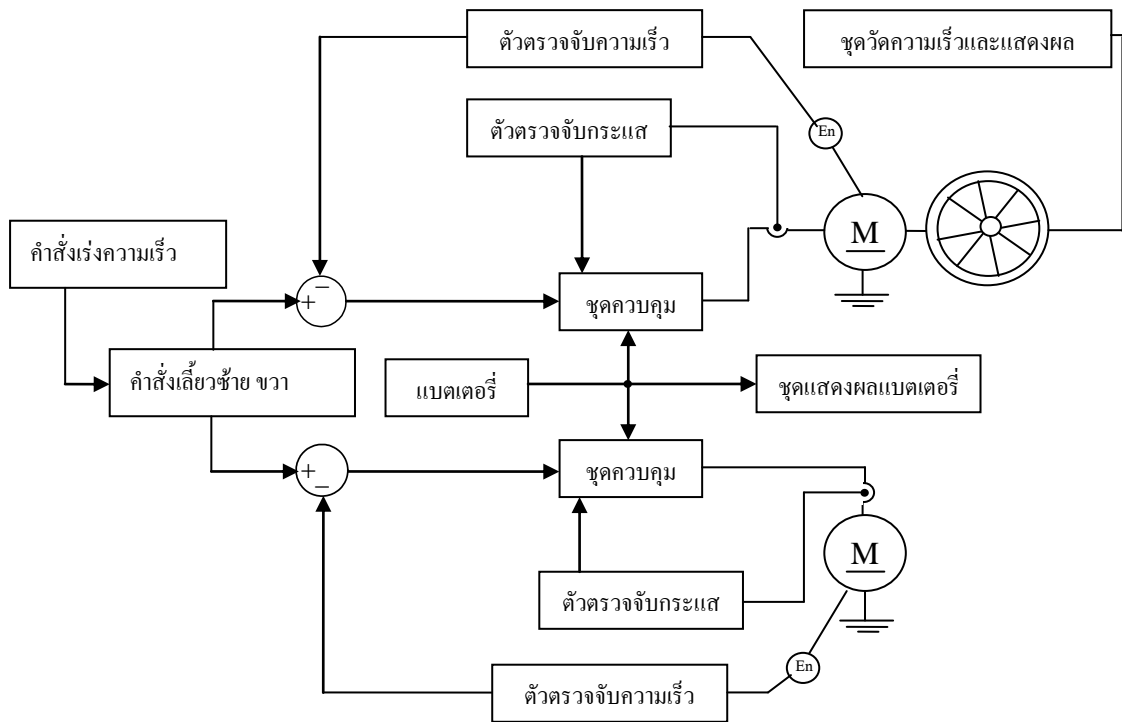 ตัวตรวจจับความเร็ว
ชุดวัดความเร็วและแสดงผล
ตัวตรวจจับกระแส
En
M
คำสั่งเร่งความเร็ว
+
−
ชุดควบคุม
คำสั่งเลี้ยวซ้าย ขวา
แบตเตอรี่
ชุดแสดงผลแบตเตอรี่
+
−
ชุดควบคุม
M
ตัวตรวจจับกระแส
En
ตัวตรวจจับความเร็ว